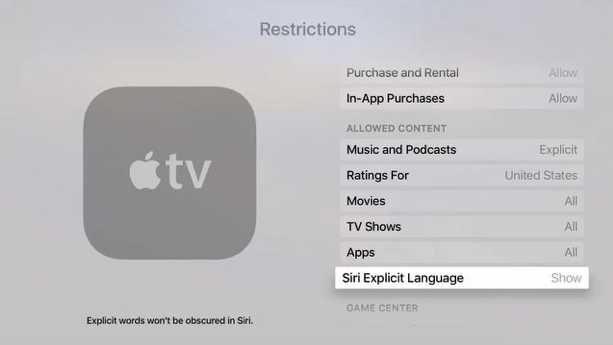 Restrictions
Purchase and Rental Allow
In-App Purchases Allow
ALLOWED CONTENT
Music and Podcasts Explicit
Ratings For United States
Movies All
TV Shows All
Apps All
Siri Explicit Language Show
GAME CENTER
tv
Explicit words won't be obscured in Siri.